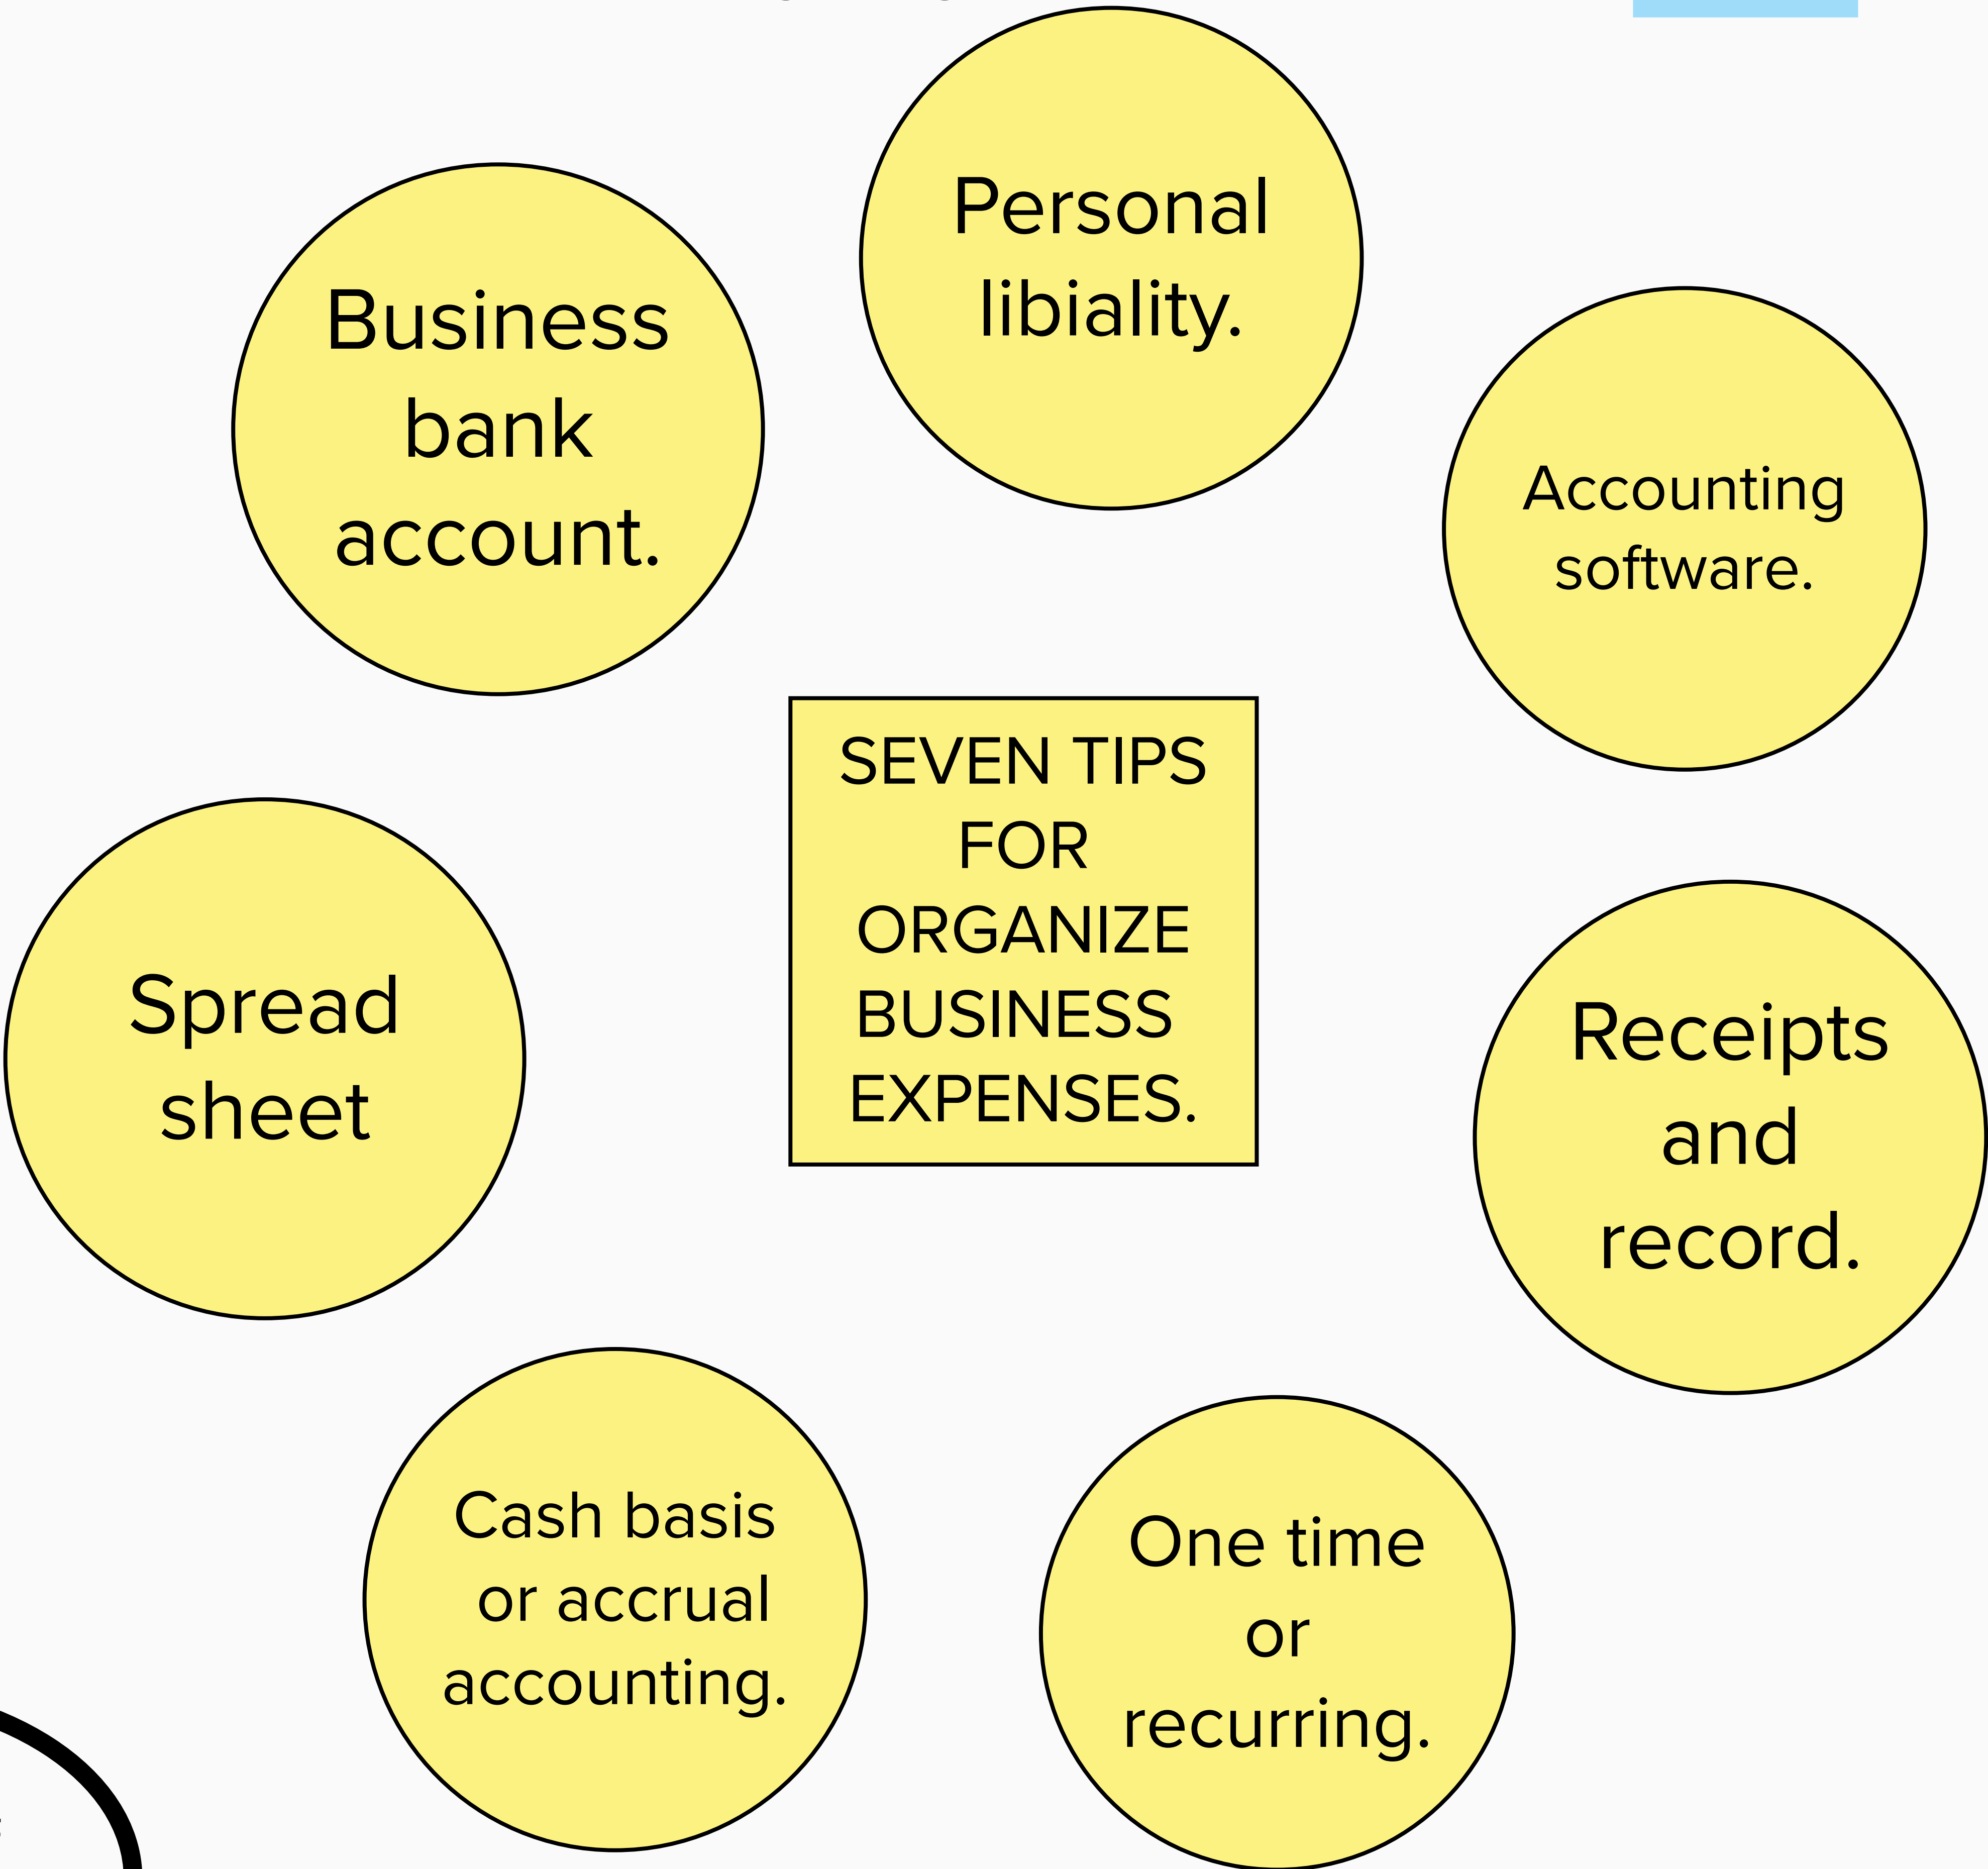 Personal
libiality.
Business
bank
account.
Accounting
software.
SEVEN TIPS
FOR
ORGANIZE
BUSINESS
EXPENSES.
Spread
sheet
Receipts
and
record.
Cash basis
or accrual
accounting.
One time
or
recurring.